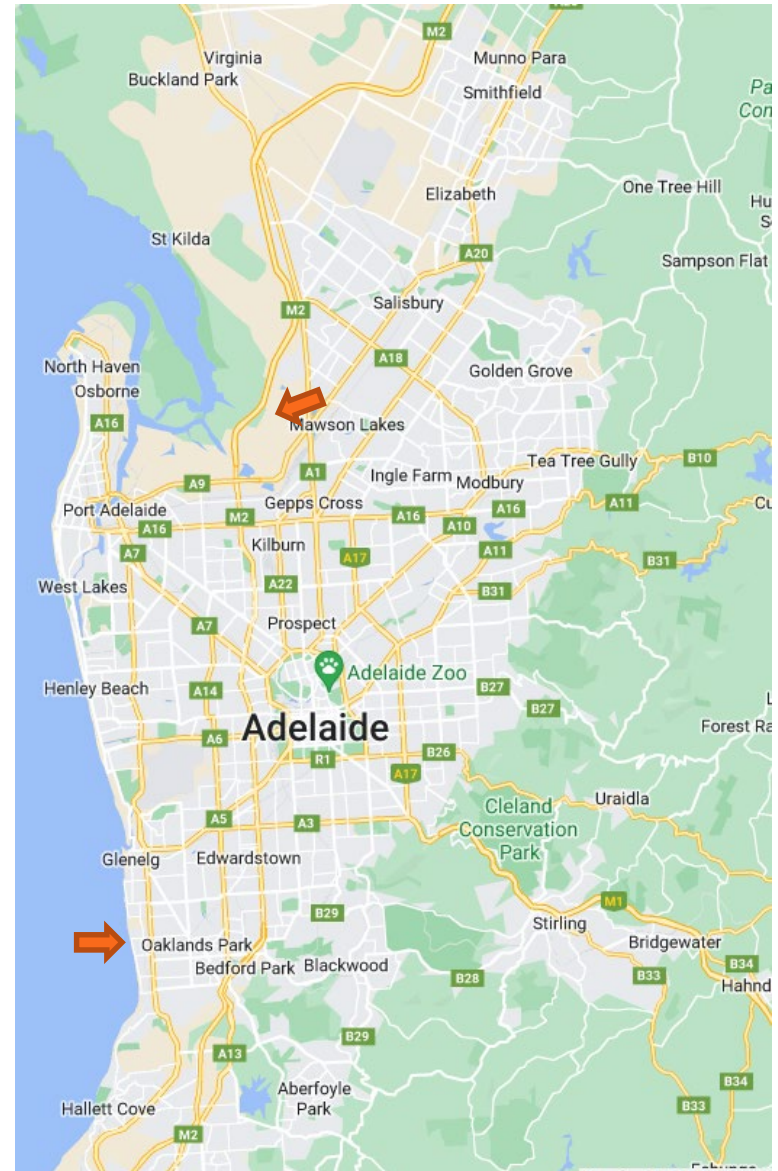 M2
Virginia
Munno Para
Buckland Park
Smithfield
Elizabeth
One Tree Hill
St Kilda
A20
Sampson Flat
M2
Salisbury
A18
North Haven
Golden Grove
Osborne
A16
Mawson Lakes
Tea Tree Gully
B10
A9
A1
Ingle Farm
Modbury
Port Adelaide
M2
Gepps Cross
A16
A16
A11
A16
A10
A7
Kilburn
A17
A11
B31
West Lakes
A22
B31
A7
Prospect
Adelaide Zoo
Henley Beach
A14
B27
B27
Adelaide
A6
R1
B26
A17
Cleland
Conservation
Park
Uraidla
A5
A3
Glenelg
Edwardstown
M1
B29
Stirling
Oaklands Park
Bridgewater
Bedford Park
Blackwood
B28
B33
B34
B29
A13
Aberfoyle
Park
B34
Hallett Cove
B33
M2